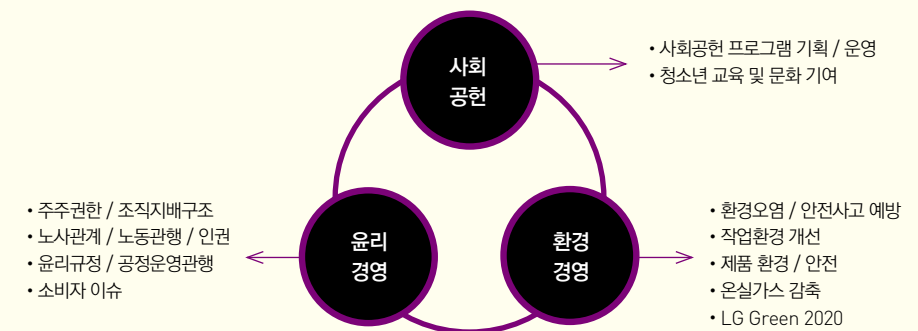 사회
공헌
• 사회공헌 프로그램 기획 / 운영
• 청소년 교육 및 문화 기여
• 주주권한 / 조직지배구조
• 노사관계 / 노동관행 / 인권
• 윤리규정 / 공정운영관행
• 소비자 이슈
윤리
경영
환경
경영
• 환경오염 / 안전사고 예방
• 작업환경 개선
• 제품 환경 / 안전
• 온실가스 감축
• LG Green 2020